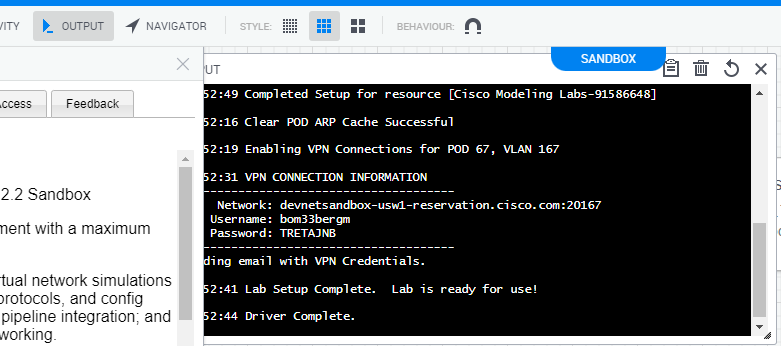 VITY OUTPUT NAVIGATOR STYLE: BEHAVIOUR:
SANDBOX
PUT
Access Feedback
2.2 Sandbox
ment with a maximum
rtual network simulations
protocols, and config
pipeline integration; and
working.
52:49 Completed Setup for resource [Cisco Modeling Labs-91586648]
52:16 Clear POD ARP Cache Successful
52:19 Enabling VPN Connections for POD 67, VLAN 167
52:31 VPN CONNECTION INFORMATION
------------------------------------
Network: devnetsandbox-usw1-reservation.cisco.com:20167
Username: bom33bergm
Password: TRETAJNB
------------------------------------
ding email with VPN Credentials.
52:41 Lab Setup Complete.  Lab is ready for use!
52:44 Driver Complete.